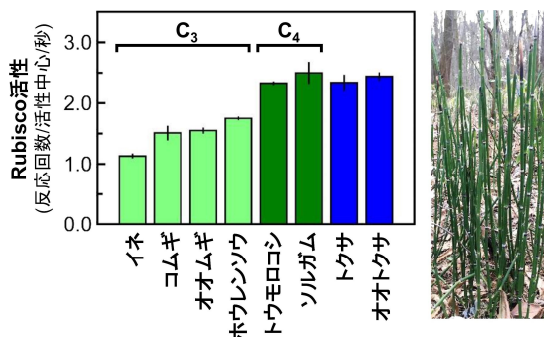 Rubisco活性
(反応回数/活性中心/秒)
3.0
2.0
1.0
0.0
C₃
C₄
イネ
コムギ
オオムギ
ホウレンソウ
トウモロコシ
ソルガム
トクサ
オオトクサ